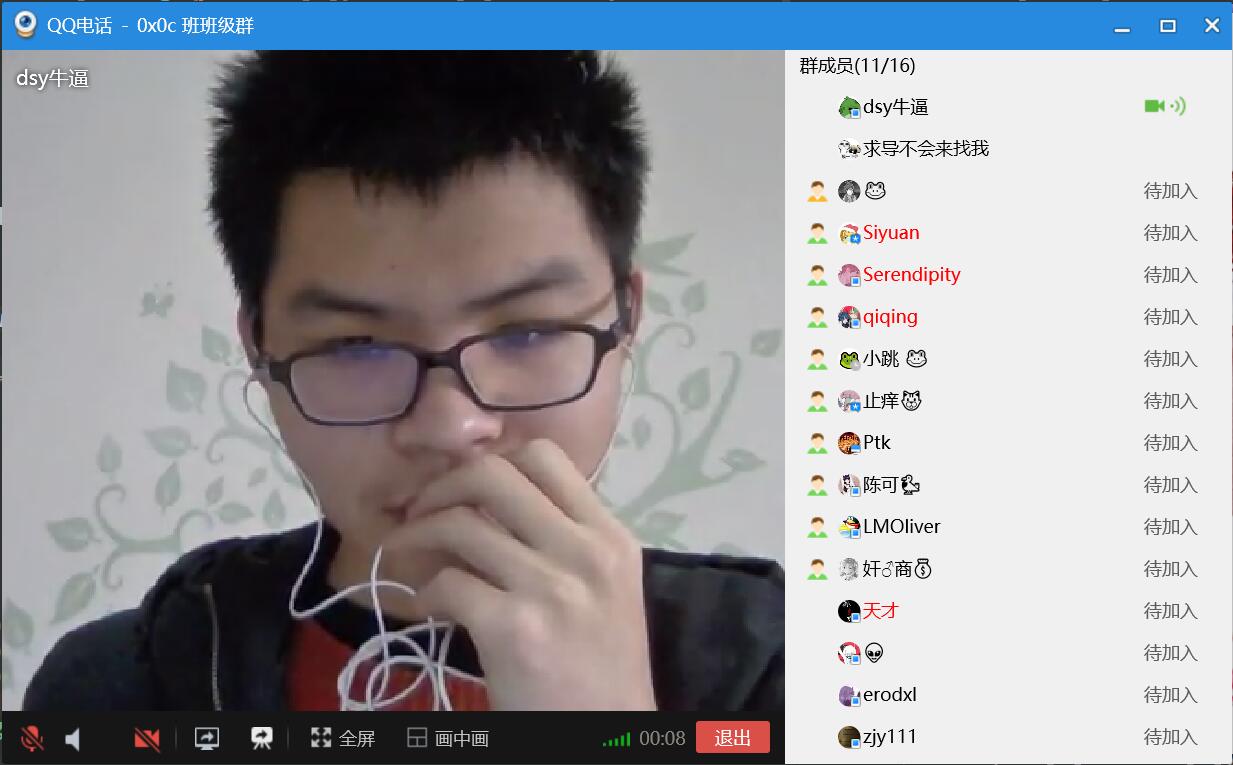 QQ电话 - 0x0c 班班级群
dsy牛逼
群成员(11/16)
dsy牛逼
求导不会来找我
待加入
Siyuan 待加入
Serendipity 待加入
qiqing 待加入
小跳 待加入
止痒 待加入
Ptk 待加入
陈可 待加入
LMOliver 待加入
奸♂商 待加入
天才 待加入
待加入
erodxl 待加入
zjy111 待加入
全屏 画中画 00:08 退出